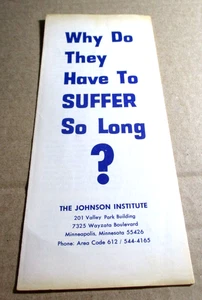 Why Do
They
Have To
SUFFER
So Long
?
THE JOHNSON INSTITUTE
201 Valley Park Building
7325 Wayzata Boulevard
Minneapolis, Minnesota 55426
Phone: Area Code 612 / 544-4165